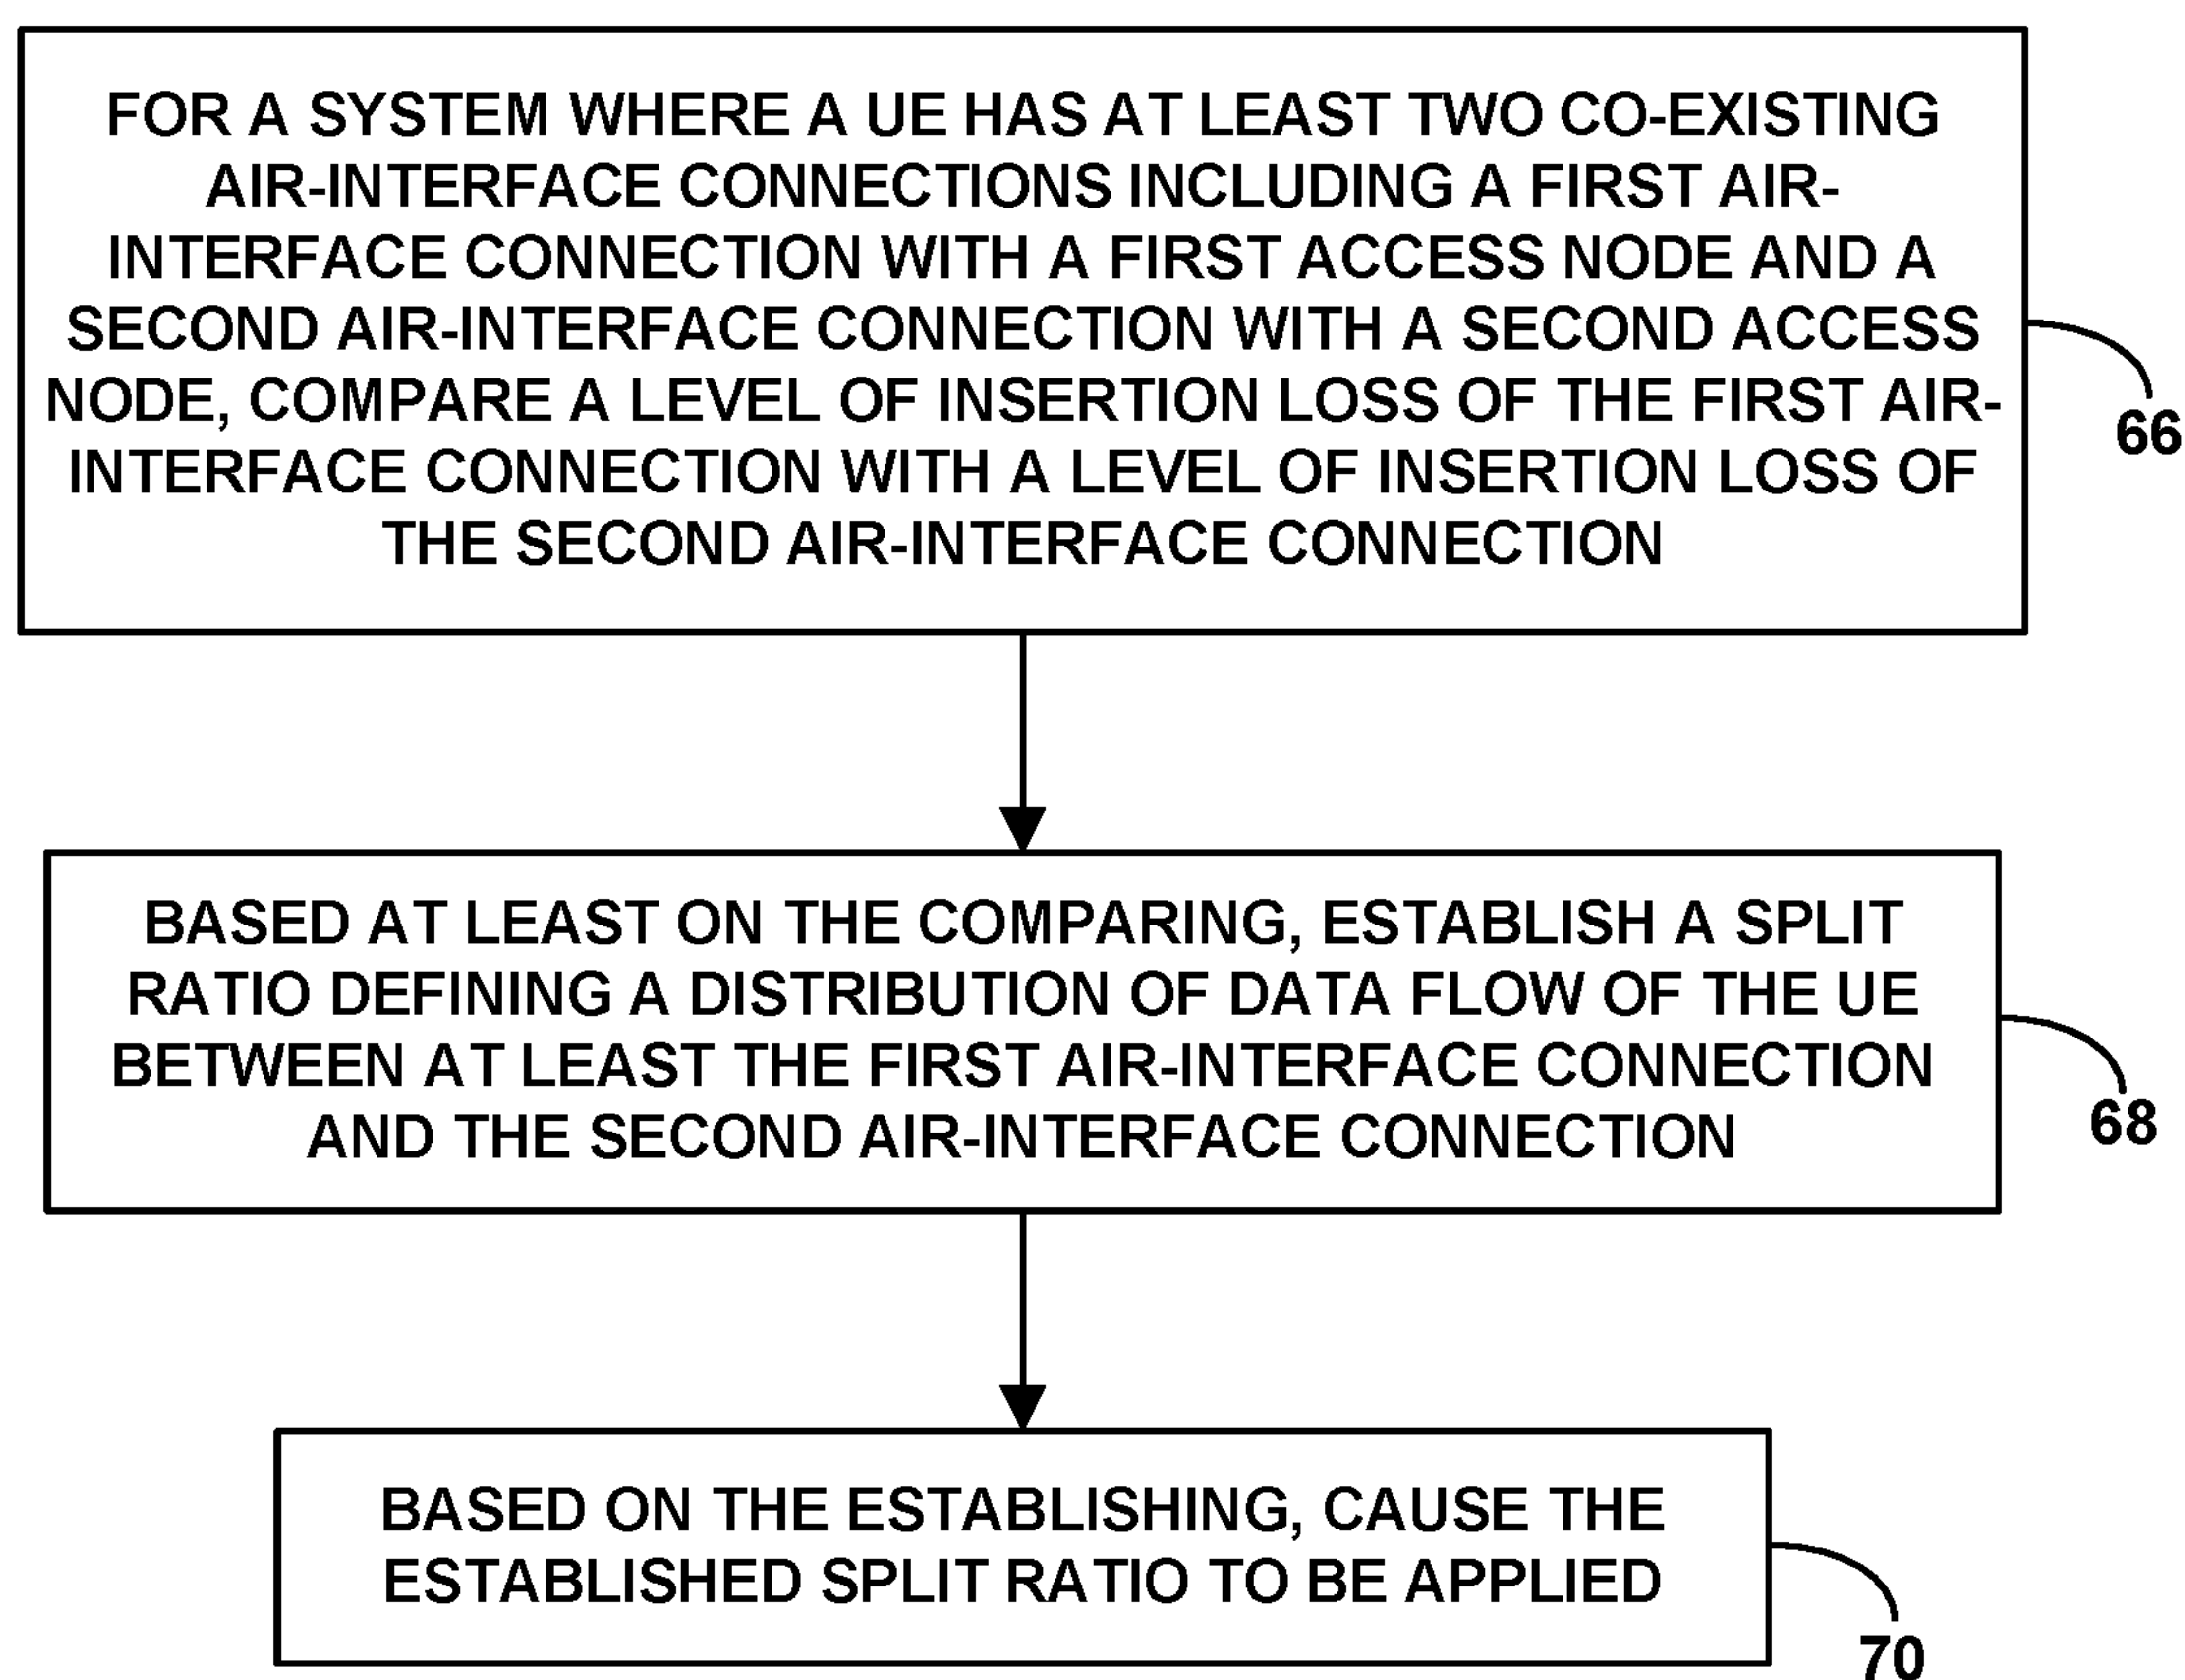 FOR A SYSTEM WHERE A UE HAS AT LEAST TWO CO-EXISTING
AIR-INTERFACE CONNECTIONS INCLUDING A FIRST AIR-
INTERFACE CONNECTION WITH A FIRST ACCESS NODE AND A
SECOND AIR-INTERFACE CONNECTION WITH A SECOND ACCESS
NODE, COMPARE A LEVEL OF INSERTION LOSS OF THE FIRST AIR-
INTERFACE CONNECTION WITH A LEVEL OF INSERTION LOSS OF
THE SECOND AIR-INTERFACE CONNECTION
66
BASED AT LEAST ON THE COMPARING, ESTABLISH A SPLIT
RATIO DEFINING A DISTRIBUTION OF DATA FLOW OF THE UE
BETWEEN AT LEAST THE FIRST AIR-INTERFACE CONNECTION
AND THE SECOND AIR-INTERFACE CONNECTION
68
BASED ON THE ESTABLISHING, CAUSE THE
ESTABLISHED SPLIT RATIO TO BE APPLIED
70